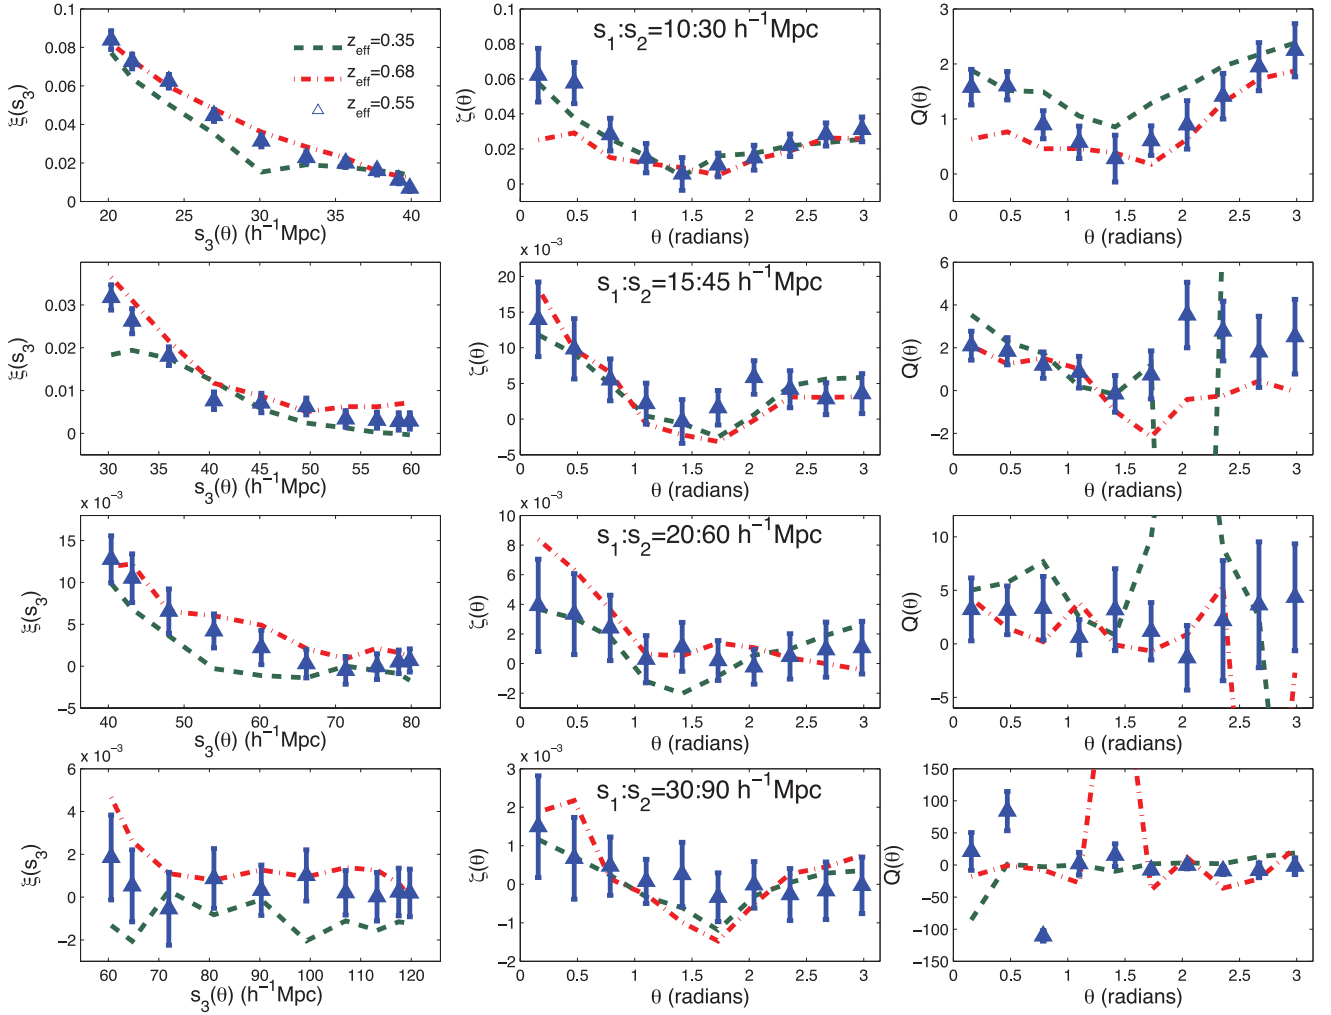 0.1
0.08
0.06
0.04
0.02
0
20 25 30 35 40
ξ(s3)
s3(θ) (h−1Mpc)
zeff=0.35
zeff=0.68
zeff=0.55
0.1
0.08
0.06
0.04
0.02
0
0 0.5 1 1.5 2 2.5 3
ζ(θ)
θ (radians)
s1:s2=10:30 h−1Mpc
3
2
1
0
0 0.5 1 1.5 2 2.5 3
Q(θ)
θ (radians)
0.03
0.02
0.01
0
30 35 40 45 50 55 60
ξ(s3)
s3(θ) (h−1Mpc)
x 10−3
20
15
10
5
0
−5
0 0.5 1 1.5 2 2.5 3
ζ(θ)
θ (radians)
s1:s2=15:45 h−1Mpc
6
4
2
0
−2
0 0.5 1 1.5 2 2.5 3
Q(θ)
θ (radians)
x 10−3
15
10
5
0
−5
40 50 60 70 80
ξ(s3)
s3(θ) (h−1Mpc)
x 10−3
10
8
6
4
2
0
−2
0 0.5 1 1.5 2 2.5 3
ζ(θ)
θ (radians)
s1:s2=20:60 h−1Mpc
10
5
0
−5
0 0.5 1 1.5 2 2.5 3
Q(θ)
θ (radians)
x 10−3
6
4
2
0
−2
60 70 80 90 100 110 120
ξ(s3)
s3(θ) (h−1Mpc)
x 10−3
3
2
1
0
−1
−2
0 0.5 1 1.5 2 2.5 3
ζ(θ)
θ (radians)
s1:s2=30:90 h−1Mpc
150
100
50
0
−50
−100
−150
0 0.5 1 1.5 2 2.5 3
Q(θ)
θ (radians)